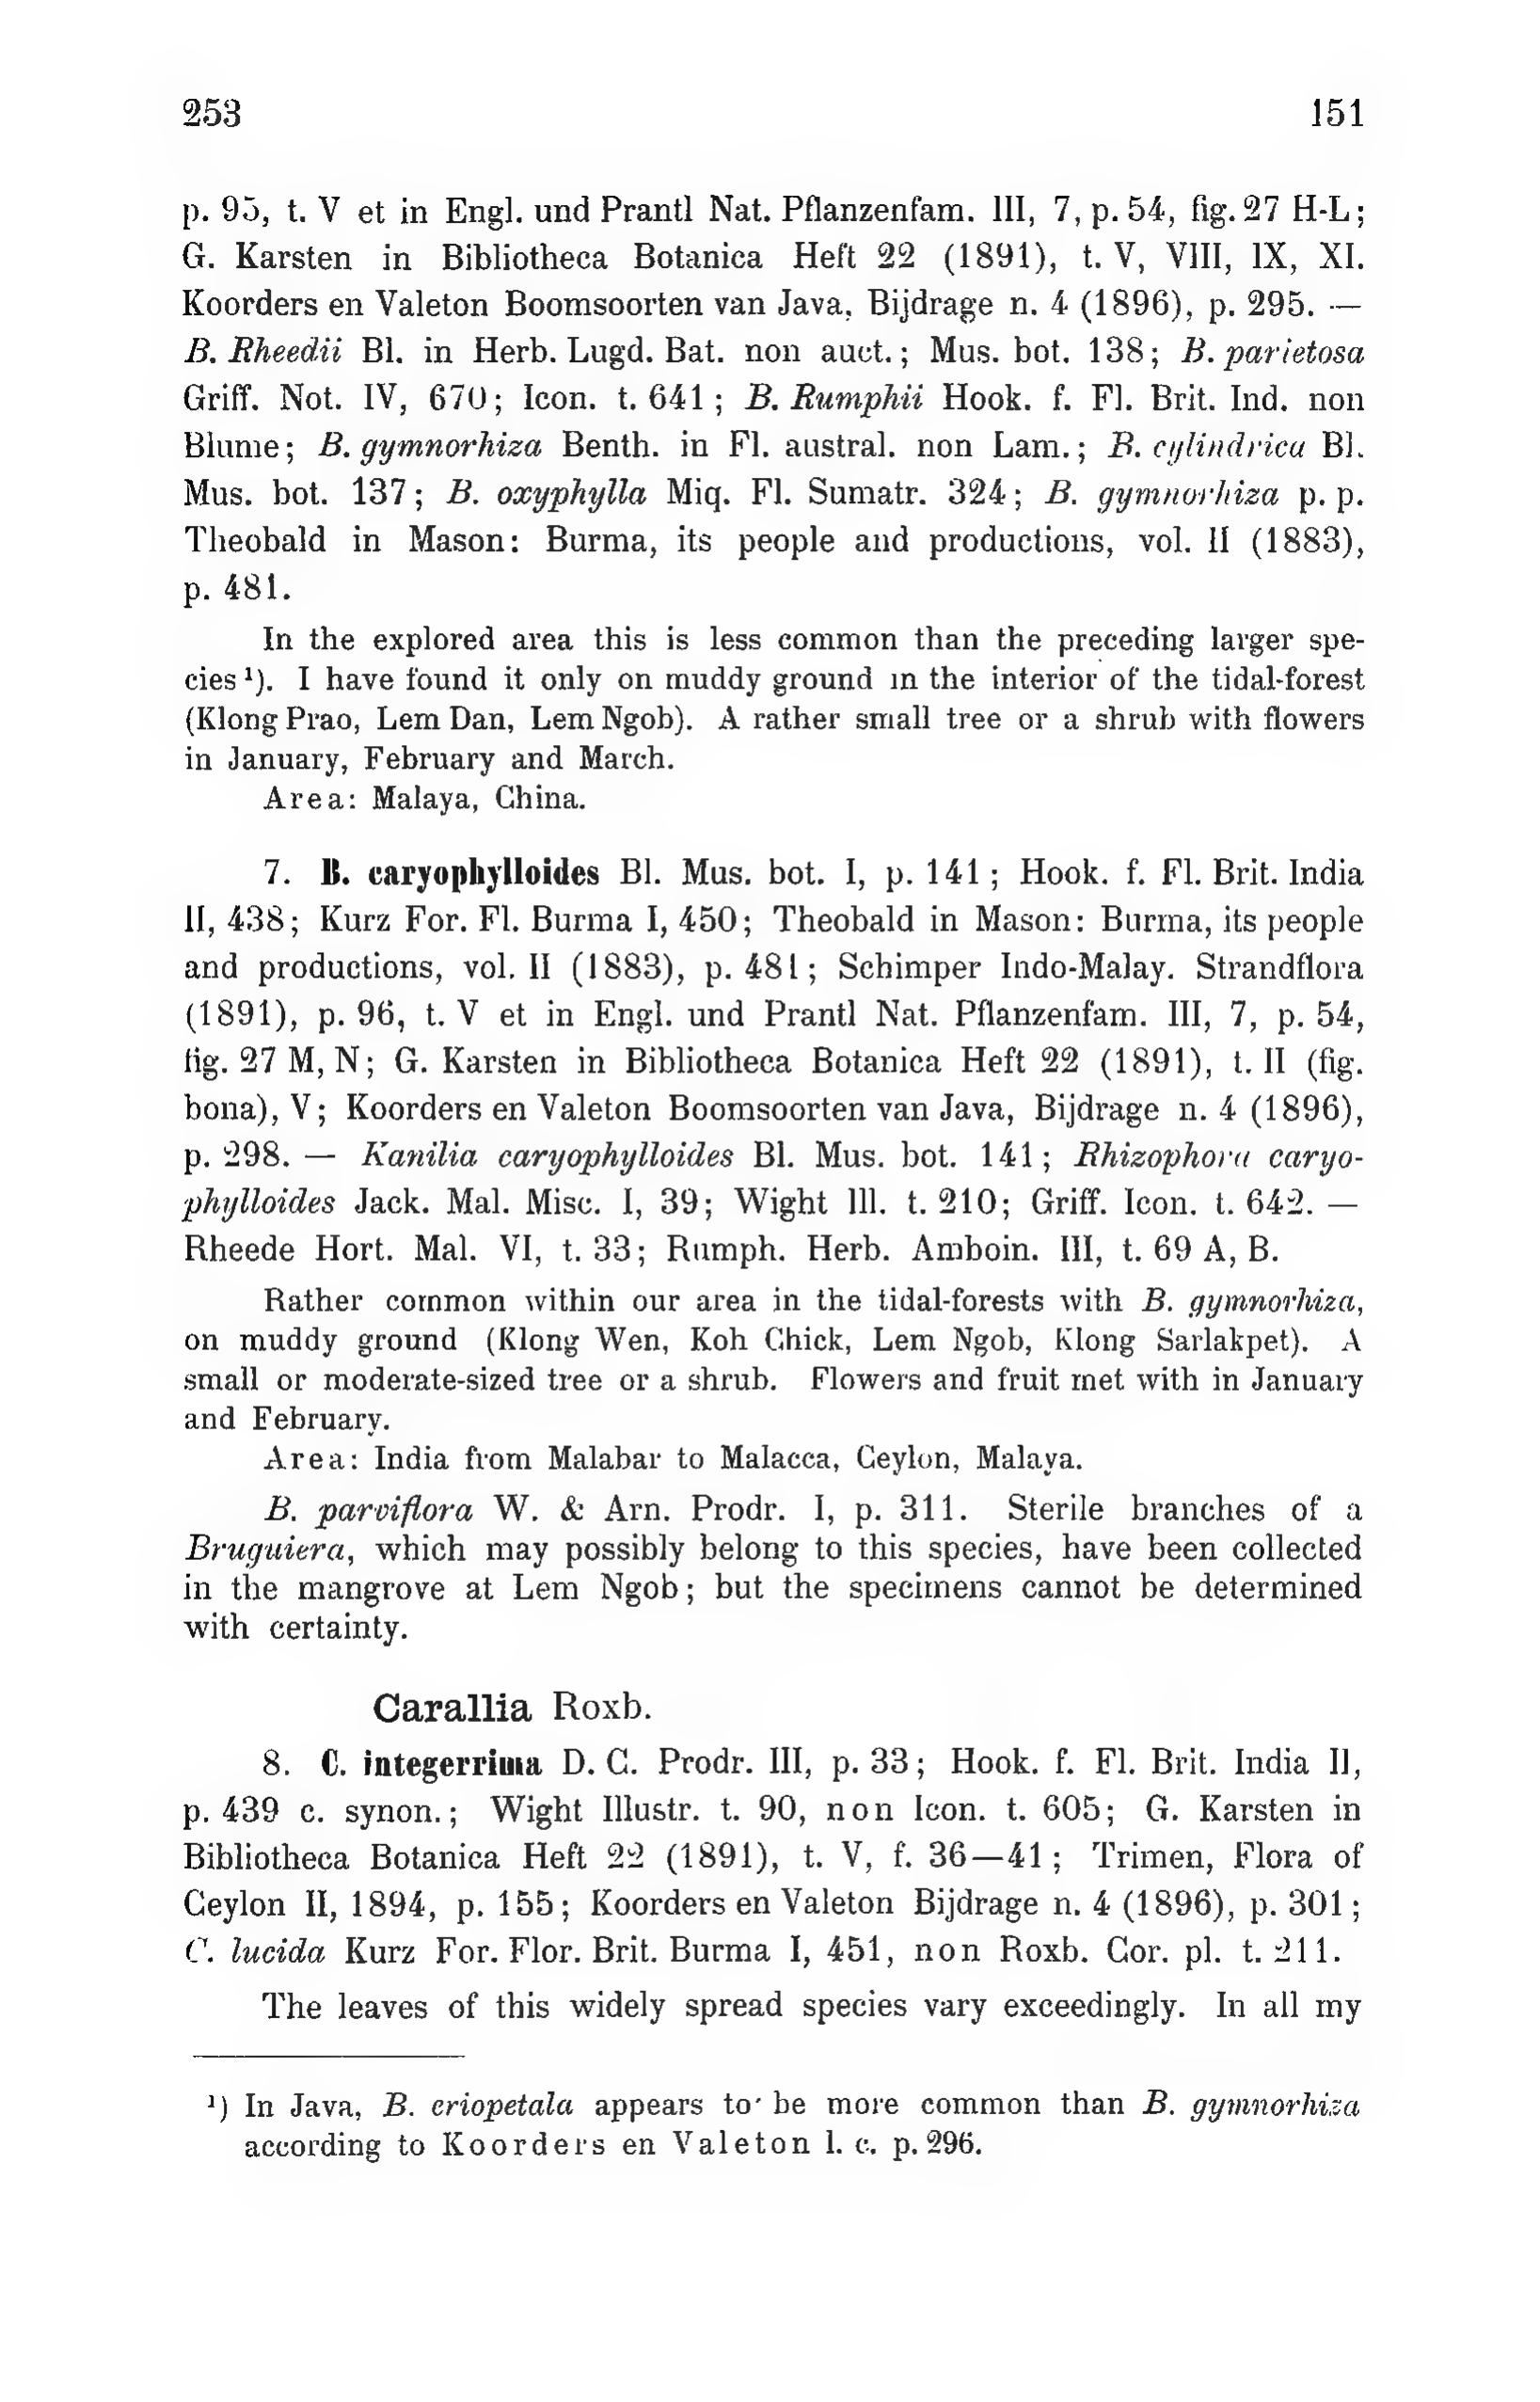 253 151
p. 95, t. V et in Engl. und Prantl Nat. Pflanzenfam. III, 7, p. 54, fig. 27 H-L;
G. Karsten in Bibliotheca Botanica Heft 22 (1891), t. V, VIII, IX, XI.
Koorders en Valeton Boomsoorten van Java, Bijdrage n. 4 (1896), p. 295. —
B. Rheedii Bl. in Herb. Lugd. Bat. non auct.; Mus. bot. 138; B. parietosa
Griff. Not. IV, 670; Icon. t. 641; B. Rumphii Hook. f. Fl. Brit. Ind. non
Blume; B. gymnorhiza Benth. in Fl. austral. non Lam.; B. cylindrica Bl.
Mus. bot. 137; B. oxyphylla Miq. Fl. Sumatr. 324; B. gymnorhiza p. p.
Theobald in Mason: Burma, its people and productions, vol. II (1883),
p. 481.
In the explored area this is less common than the preceding larger spe-
cies ¹). I have found it only on muddy ground in the interior of the tidal-forest
(Klong Prao, Lem Dan, Lem Ngob). A rather small tree or a shrub with flowers
in January, February and March.
Area: Malaya, China.
7. B. caryophylloides Bl. Mus. bot. I, p. 141; Hook. f. Fl. Brit. India
II, 438; Kurz For. Fl. Burma I, 450; Theobald in Mason: Burma, its people
and productions, vol. II (1883), p. 481; Schimper Indo-Malay. Strandflora
(1891), p. 96, t. V et in Engl. und Prantl Nat. Pflanzenfam. III, 7, p. 54,
fig. 27 M, N; G. Karsten in Bibliotheca Botanica Heft 22 (1891), t. II (fig.
bona), V; Koorders en Valeton Boomsoorten van Java, Bijdrage n. 4 (1896),
p. 298. — Kanilia caryophylloides Bl. Mus. bot. 141; Rhizophora caryo-
phylloides Jack. Mal. Misc. I, 39; Wight Ill. t. 210; Griff. Icon. t. 642. —
Rheede Hort. Mal. VI, t. 33; Rumph. Herb. Amboin. III, t. 69 A, B.
Rather common within our area in the tidal-forests with B. gymnorhiza,
on muddy ground (Klong Wen, Koh Chick, Lem Ngob, Klong Sarlakpet). A
small or moderate-sized tree or a shrub. Flowers and fruit met with in January
and February.
Area: India from Malabar to Malacca, Ceylon, Malaya.
B. parviflora W. & Arn. Prodr. I, p. 311. Sterile branches of a
Bruguiera, which may possibly belong to this species, have been collected
in the mangrove at Lem Ngob; but the specimens cannot be determined
with certainty.
Carallia Roxb.
8. C. integerrima D. C. Prodr. III, p. 33; Hook. f. Fl. Brit. India II,
p. 439 c. synon.; Wight Illustr. t. 90, non Icon. t. 605; G. Karsten in
Bibliotheca Botanica Heft 22 (1891), t. V, f. 36—41; Trimen, Flora of
Ceylon II, 1894, p. 155; Koorders en Valeton Bijdrage n. 4 (1896), p. 301;
C. lucida Kurz For. Flor. Brit. Burma I, 451, non Roxb. Cor. pl. t. 211.
The leaves of this widely spread species vary exceedingly. In all my
¹) In Java, B. eriopetala appears to be more common than B. gymnorhiza
according to Koorders en Valeton l. c. p. 296.